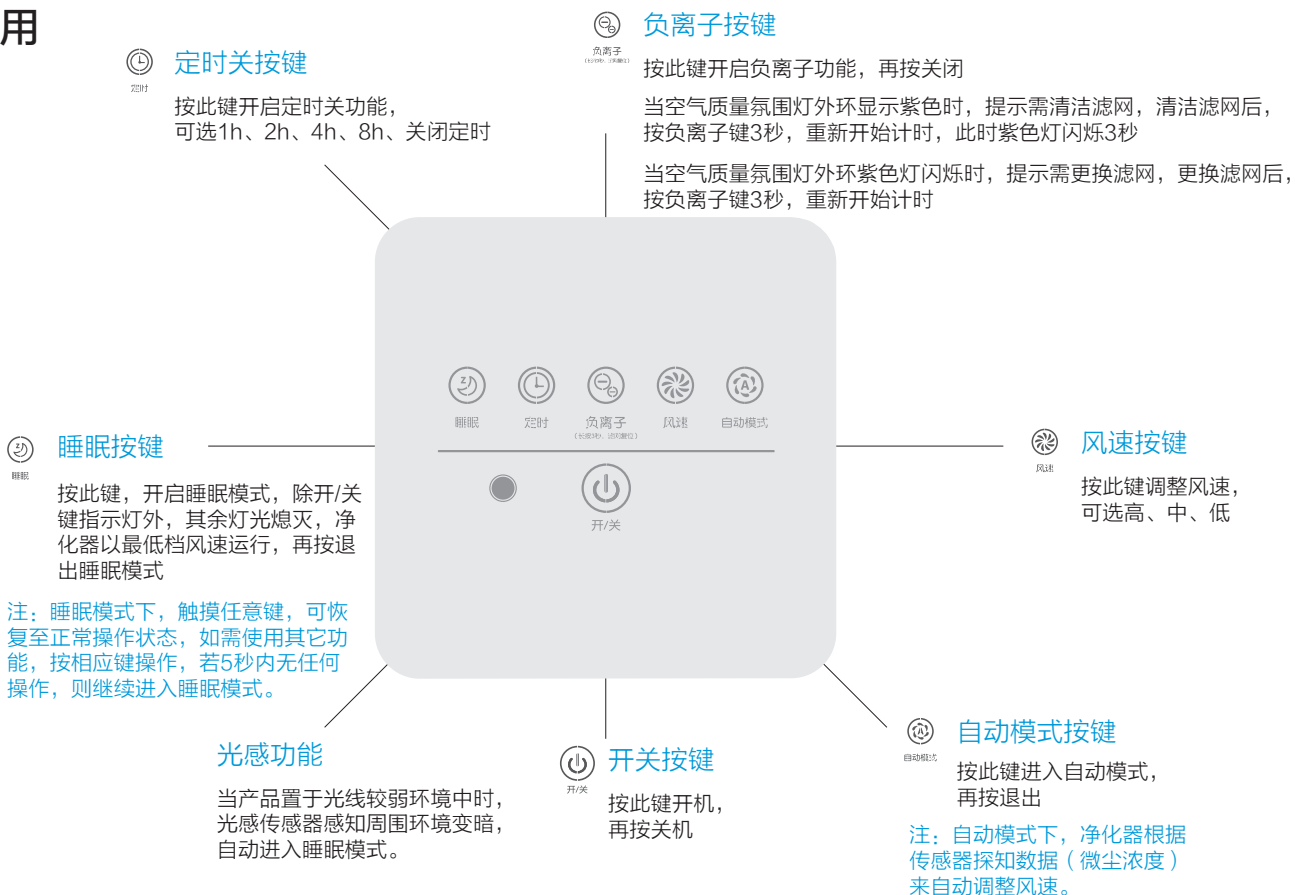 用
定时
定时关按键
按此键开启定时关功能，
可选1h、2h、4h、8h、关闭定时
负离子
负离子按键
按此键开启负离子功能，再按关闭
当空气质量氛围灯外环显示紫色时，提示需清洁滤网，清洁滤网后，
按负离子键3秒，重新开始计时，此时紫色灯闪烁3秒
当空气质量氛围灯外环紫色灯闪烁时，提示需更换滤网，更换滤网后，
按负离子键3秒，重新开始计时
睡眠
定时
负离子
（长按3秒，滤网复位）
风速
自动模式
开/关
睡眠
睡眠按键
按此键，开启睡眠模式，除开/关
键指示灯外，其余灯光熄灭，净
化器以最低档风速运行，再按退
出睡眠模式
注：睡眠模式下，触摸任意键，可恢
复至正常操作状态，如需使用其它功
能，按相应键操作，若5秒内无任何
操作，则继续进入睡眠模式。
风速
风速按键
按此键调整风速，
可选高、中、低
光感功能
当产品置于光线较弱环境中时，
光感传感器感知周围环境变暗，
自动进入睡眠模式。
开/关
开关按键
按此键开机，
再按关机
自动模式
自动模式按键
按此键进入自动模式，
再按退出
注：自动模式下，净化器根据
传感器探知数据（微尘浓度）
来自动调整风速。